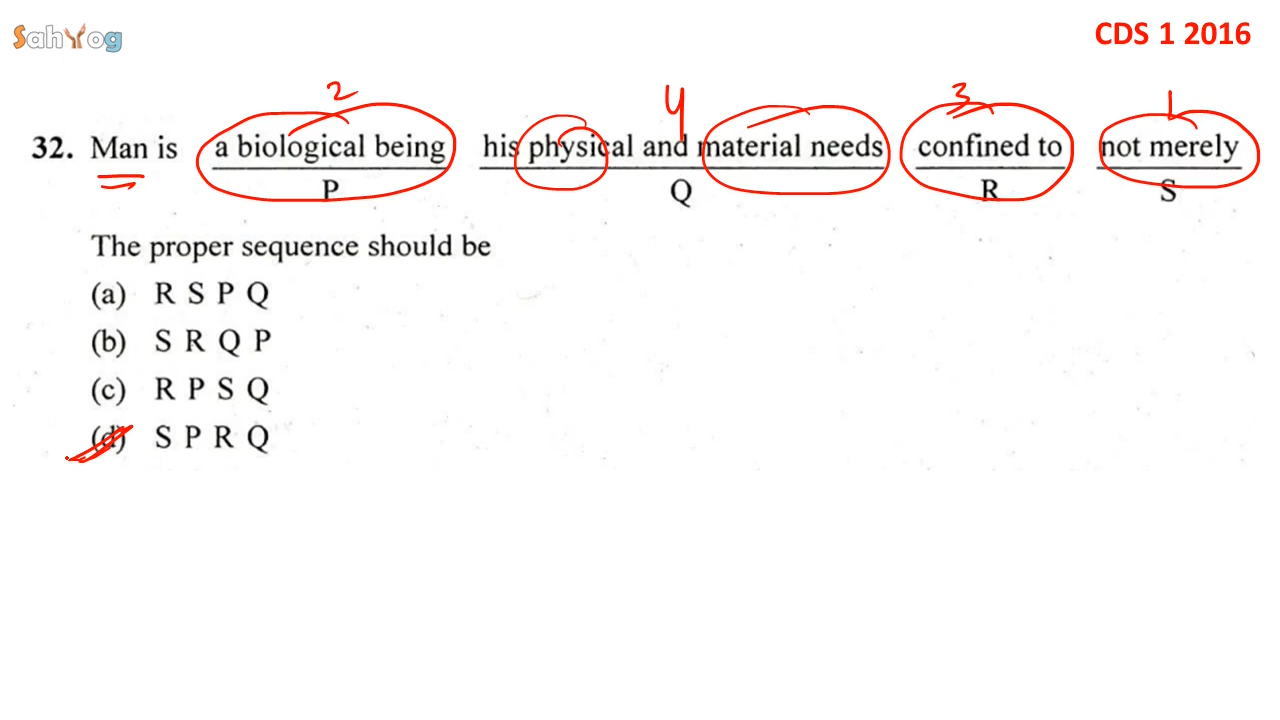 SahYog
CDS 1 2016
2 4 3 1
32. Man is a biological being his physical and material needs confined to not merely
P Q R S
The proper sequence should be
(a) R S P Q
(b) S R Q P
(c) R P S Q
(d) S P R Q